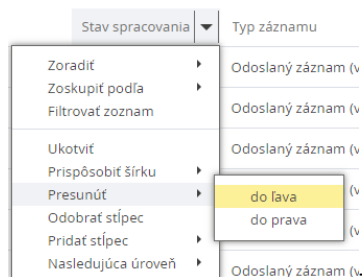 Stav spracovania Typ záznamu
Zoradiť
Zoskupiť podľa
Filtrovať zoznam
Ukotviť
Prispôsobiť šírku
Presunúť
Odobrať stĺpec
Pridať stĺpec
Nasledujúca úroveň
do ľava
do prava
Odoslaný záznam (v
Odoslaný záznam (v
Odoslaný záznam (v
(v
(v
Odoslaný záznam (v